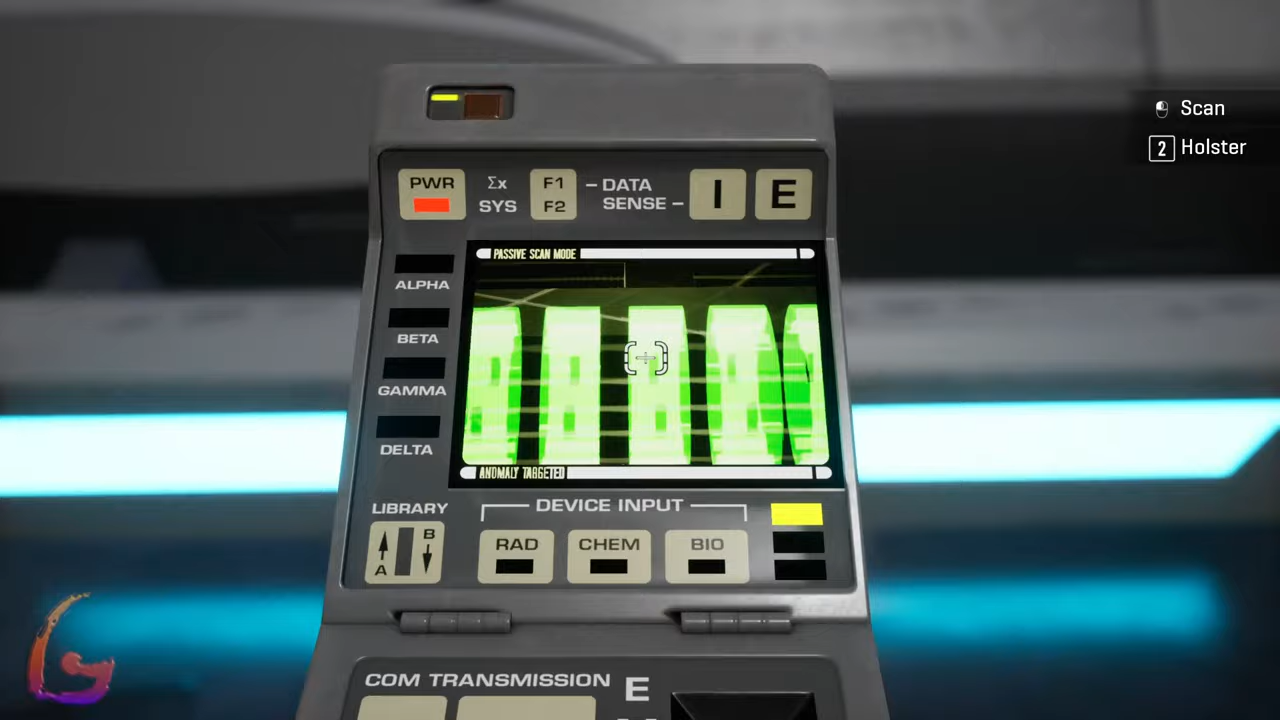 Scan
2 Holster
PWR
Σx
SYS
F1
F2
DATA
SENSE
I
E
PASSIVE SCAN MODE
ALPHA
BETA
GAMMA
DELTA
ANOMALY TARGETED
LIBRARY
A
B
DEVICE INPUT
RAD
CHEM
BIO
COM TRANSMISSION
E